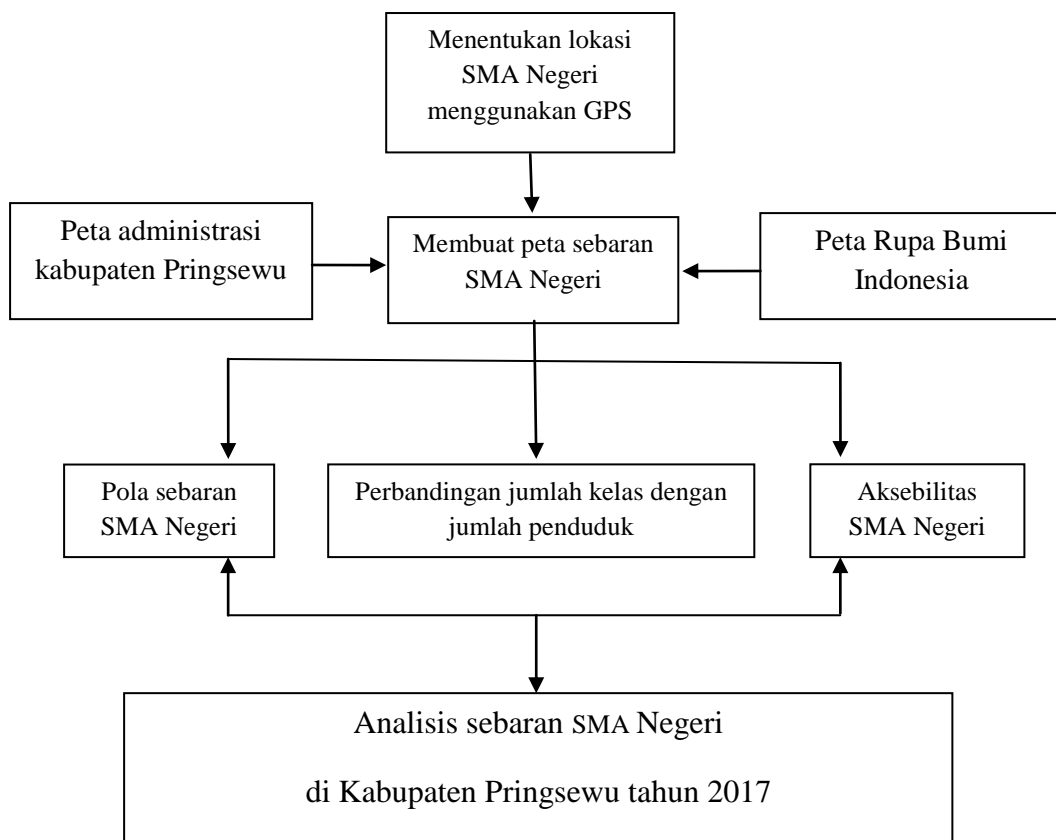 Menentukan lokasi
SMA Negeri
menggunakan GPS
Peta administrasi
kabupaten Pringsewu
Membuat peta sebaran
SMA Negeri
Peta Rupa Bumi
Indonesia
Pola sebaran
SMA Negeri
Perbandingan jumlah kelas dengan
jumlah penduduk
Aksebilitas
SMA Negeri
Analisis sebaran SMA Negeri
di Kabupaten Pringsewu tahun 2017